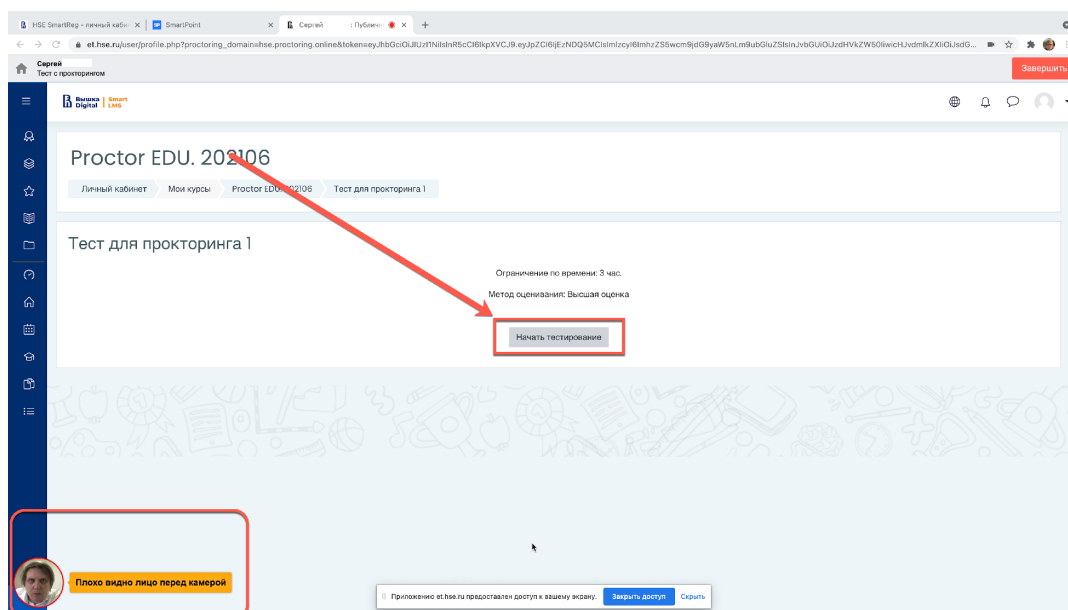 HSE SmartReg - личный каби
SmartPoint
Сергей : Публичн
et.hse.ru/user/profile.php?proctoring_domain=hse.proctoring.online&token=
Сергей
Тест с прокторингом
Завершить
Вышка Digital Smart LMS
Proctor EDU. 202106
Личный кабинет Мои курсы Proctor EDU. 202106 Тест для прокторинга 1
Тест для прокторинга 1
Ограничение по времени: 3 час.
Метод оценивания: Высшая оценка
Начать тестирование
Плохо видно лицо перед камерой
Приложению et.hse.ru предоставлен доступ к вашему экрану. Закрыть доступ Скрыть